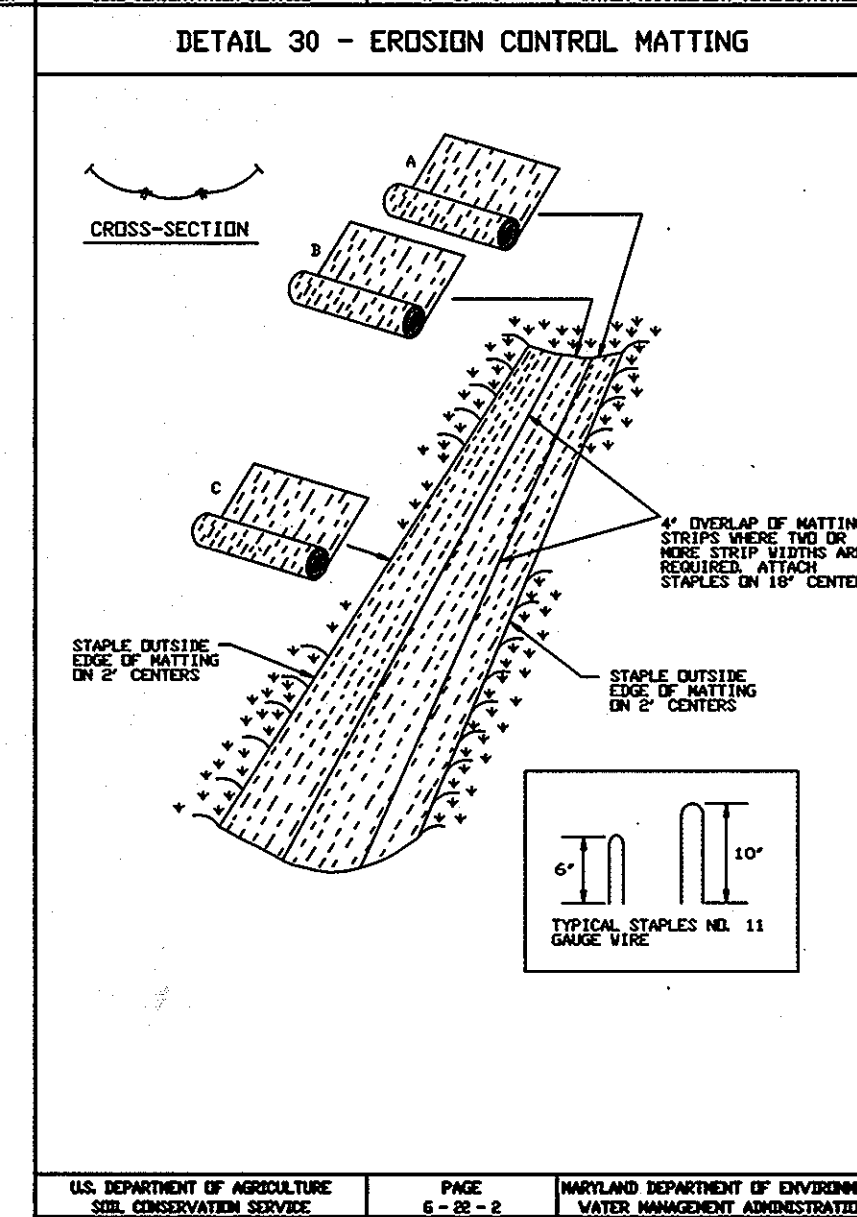 DETAIL 30 - EROSION CONTROL MATTING
A
CROSS-SECTION
B
C
4" OVERLAP OF MATTING
STRIPS WHERE TWO OR
MORE STRIP WIDTHS ARE
REQUIRED. ATTACH
STAPLES ON 18" CENTER
STAPLE OUTSIDE
EDGE OF MATTING
ON 2' CENTERS
STAPLE OUTSIDE
EDGE OF MATTING
ON 2' CENTERS
6"
10"
TYPICAL STAPLES NO. 11
GAUGE WIRE
U.S. DEPARTMENT OF AGRICULTURE
SOIL CONSERVATION SERVICE
PAGE
G - 22 - 2
MARYLAND DEPARTMENT OF ENVIRONM
WATER MANAGEMENT ADMINISTRATIO